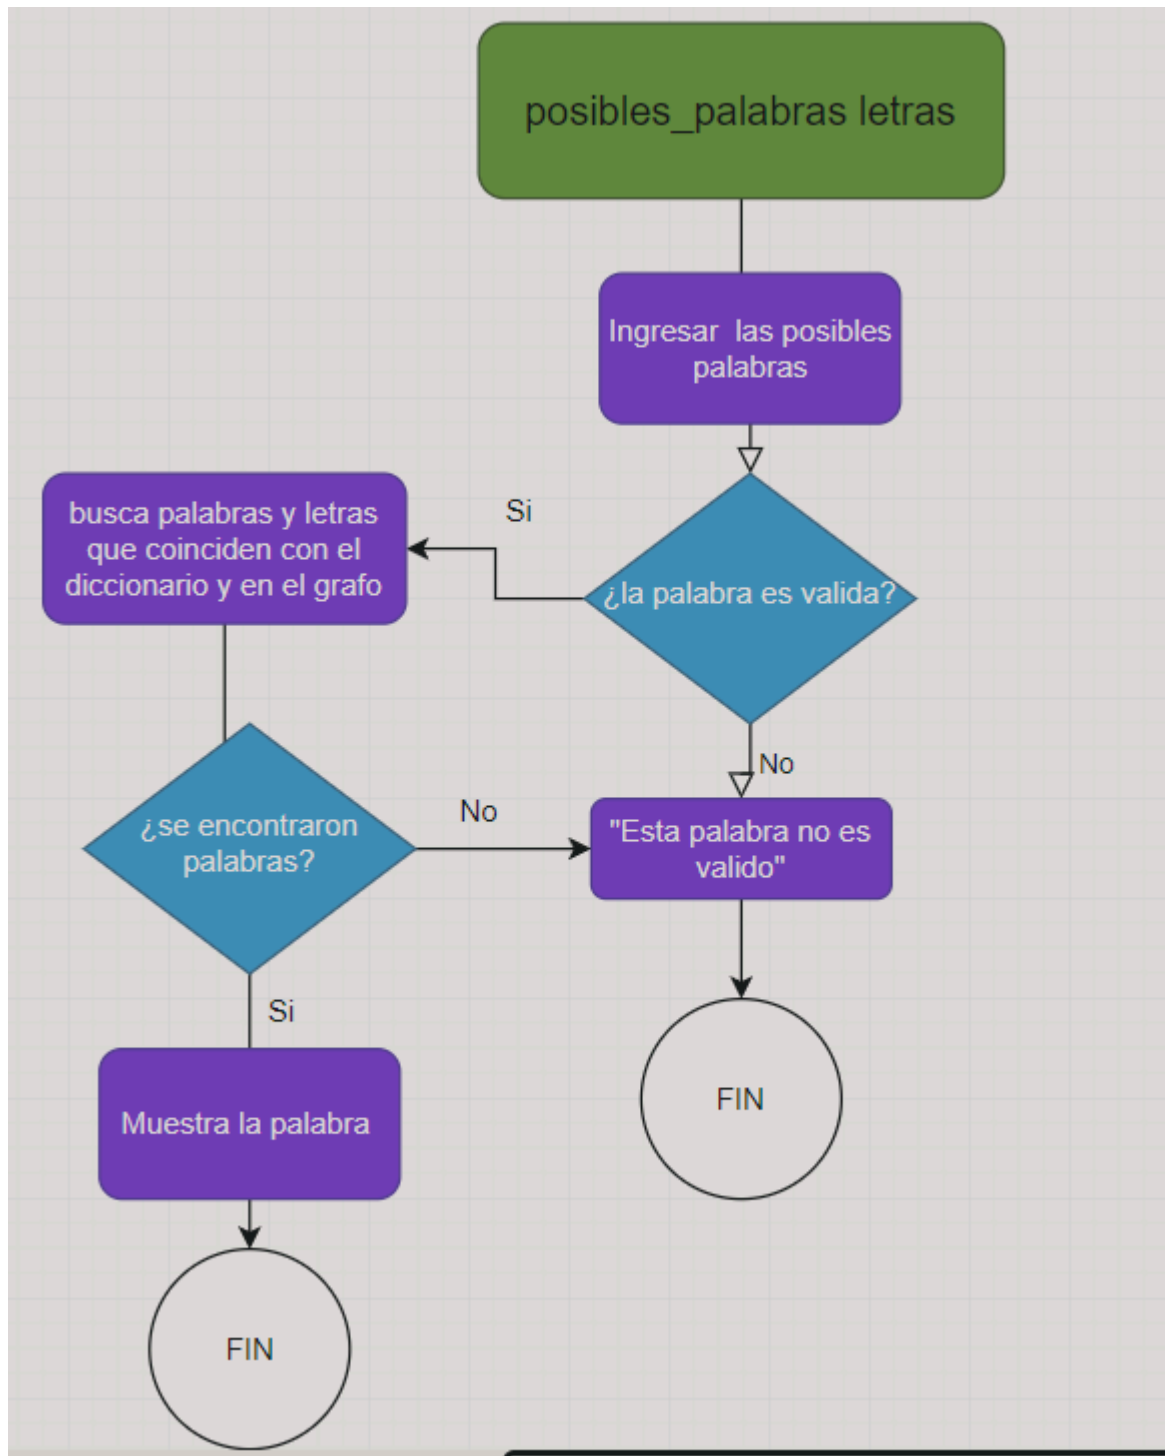 posibles_palabras letras
Ingresar  las posibles
palabras
Si
busca palabras y letras
que coinciden con el
diccionario y en el grafo
¿la palabra es valida?
No
¿se encontraron
palabras?
No
"Esta palabra no es
valido"
Si
Muestra la palabra
FIN
FIN